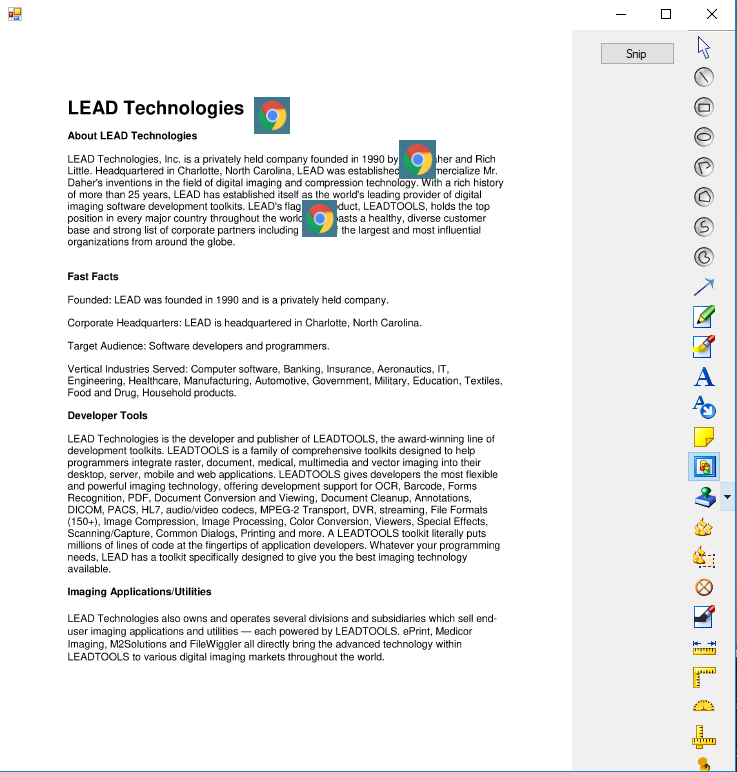 Snip
LEAD Technologies
About LEAD Technologies
LEAD Technologies, Inc. is a privately held company founded in 1990 by her and Rich
Little. Headquartered in Charlotte, North Carolina, LEAD was established mercialize Mr.
Daher's inventions in the field of digital imaging and compression technology. With a rich history
of more than 25 years, LEAD has established itself as the world's leading provider of digital
imaging software development toolkits. LEAD's flag duct, LEADTOOLS, holds the top
position in every major country throughout the world asts a healthy, diverse customer
base and strong list of corporate partners including the largest and most influential
organizations from around the globe.
Fast Facts
Founded: LEAD was founded in 1990 and is a privately held company.
Corporate Headquarters: LEAD is headquartered in Charlotte, North Carolina.
Target Audience: Software developers and programmers.
Vertical Industries Served: Computer software, Banking, Insurance, Aeronautics, IT,
Engineering, Healthcare, Manufacturing, Automotive, Government, Military, Education, Textiles,
Food and Drug, Household products.
Developer Tools
LEAD Technologies is the developer and publisher of LEADTOOLS, the award-winning line of
development toolkits. LEADTOOLS is a family of comprehensive toolkits designed to help
programmers integrate raster, document, medical, multimedia and vector imaging into their
desktop, server, mobile and web applications. LEADTOOLS gives developers the most flexible
and powerful imaging technology, offering development support for OCR, Barcode, Forms
Recognition, PDF, Document Conversion and Viewing, Document Cleanup, Annotations,
DICOM, PACS, HL7, audio/video codecs, MPEG-2 Transport, DVR, streaming, File Formats
(150+), Image Compression, Image Processing, Color Conversion, Viewers, Special Effects,
Scanning/Capture, Common Dialogs, Printing and more. A LEADTOOLS toolkit literally puts
millions of lines of code at the fingertips of application developers. Whatever your programming
needs, LEAD has a toolkit specifically designed to give you the best imaging technology
available.
Imaging Applications/Utilities
LEAD Technologies also owns and operates several divisions and subsidiaries which sell end-
user imaging applications and utilities — each powered by LEADTOOLS. ePrint, Medicor
Imaging, M2Solutions and FileWiggler all directly bring the advanced technology within
LEADTOOLS to various digital imaging markets throughout the world.